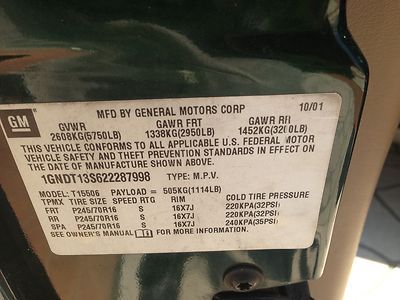 MFD BY GENERAL MOTORS CORP 10/01
GM
GVWR GAWR FRT GAWR RR
2608KG(5750LB) 1338KG(2950LB) 1452KG(3200LB)
THIS VEHICLE CONFORMS TO ALL APPLICABLE U.S. FEDERAL MOTOR
VEHICLE SAFETY AND THEFT PREVENTION STANDARDS IN EFFECT ON
THE DATE OF MANUFACTURE SHOWN ABOVE.
1GNDT13S622287998 TYPE: M.P.V.
MODEL: T15506 PAYLOAD = 505KG(1114LB)
TPMX TIRE SIZE SPEED RTG RIM COLD TIRE PRESSURE
FRT P245/70R16 S 16X7J 220KPA(32PSI)
RR P245/70R16 S 16X7J 220KPA(32PSI)
SPA P245/70R16 S 16X7J 240KPA(35PSI)
SEE OWNER'S MANUAL FOR MORE INFORMATION